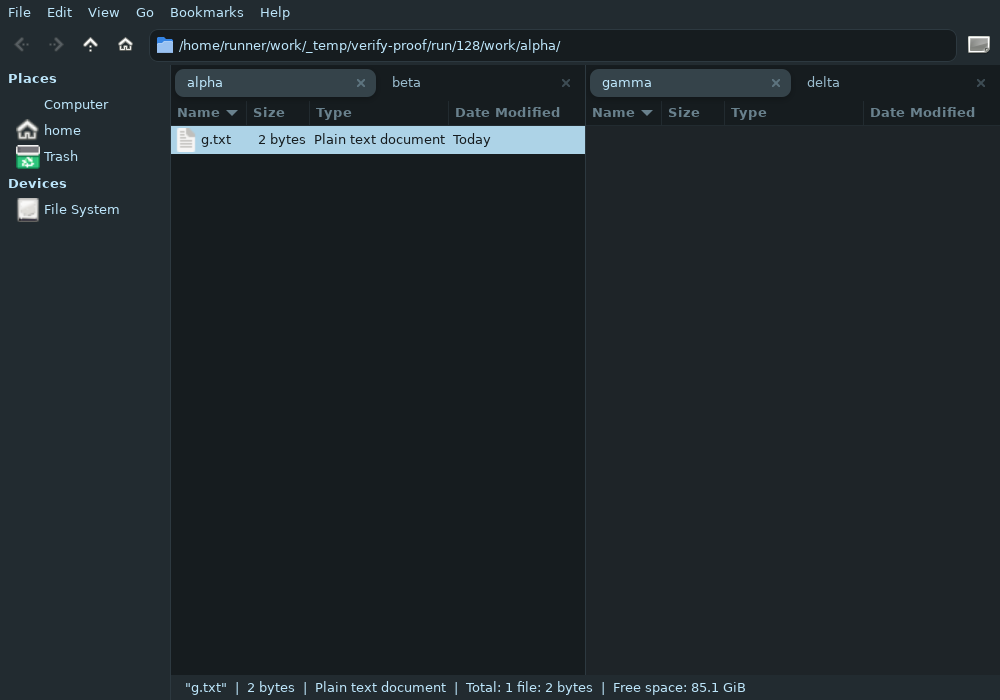 File Edit View Go Bookmarks Help
/home/runner/work/_temp/verify-proof/run/128/work/alpha/
Places
Computer
home
Trash
Devices
File System
alpha beta
Name Size Type Date Modified
g.txt 2 bytes Plain text document Today
gamma delta
Name Size Type Date Modified
"g.txt" | 2 bytes | Plain text document | Total: 1 file: 2 bytes | Free space: 85.1 GiB